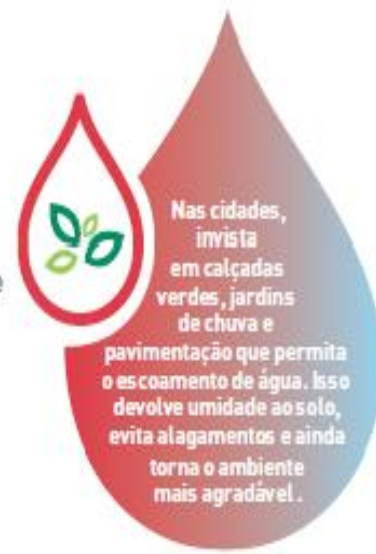 Nas cidades,
invista
em calçadas
verdes, jardins
de chuva e
pavimentação que permita
o escoamento de água. Isso
devolve umidade ao solo,
evita alagamentos e ainda
torna o ambiente
mais agradável.